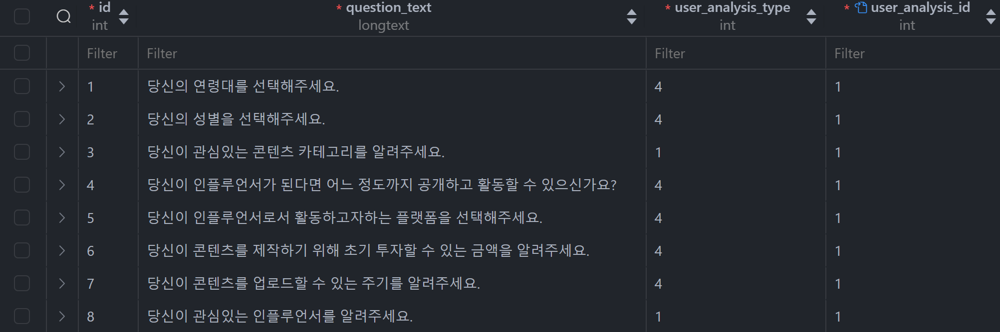 * id
int
* question_text
longtext
* user_analysis_type
int
* user_analysis_id
int
Filter
Filter
Filter
Filter
1 당신의 연령대를 선택해주세요. 4 1
2 당신의 성별을 선택해주세요. 4 1
3 당신이 관심있는 콘텐츠 카테고리를 알려주세요. 1 1
4 당신이 인플루언서가 된다면 어느 정도까지 공개하고 활동할 수 있으신가요? 4 1
5 당신이 인플루언서로서 활동하고자하는 플랫폼을 선택해주세요. 4 1
6 당신이 콘텐츠를 제작하기 위해 초기 투자할 수 있는 금액을 알려주세요. 4 1
7 당신이 콘텐츠를 업로드할 수 있는 주기를 알려주세요. 4 1
8 당신이 관심있는 인플루언서를 알려주세요. 1 1